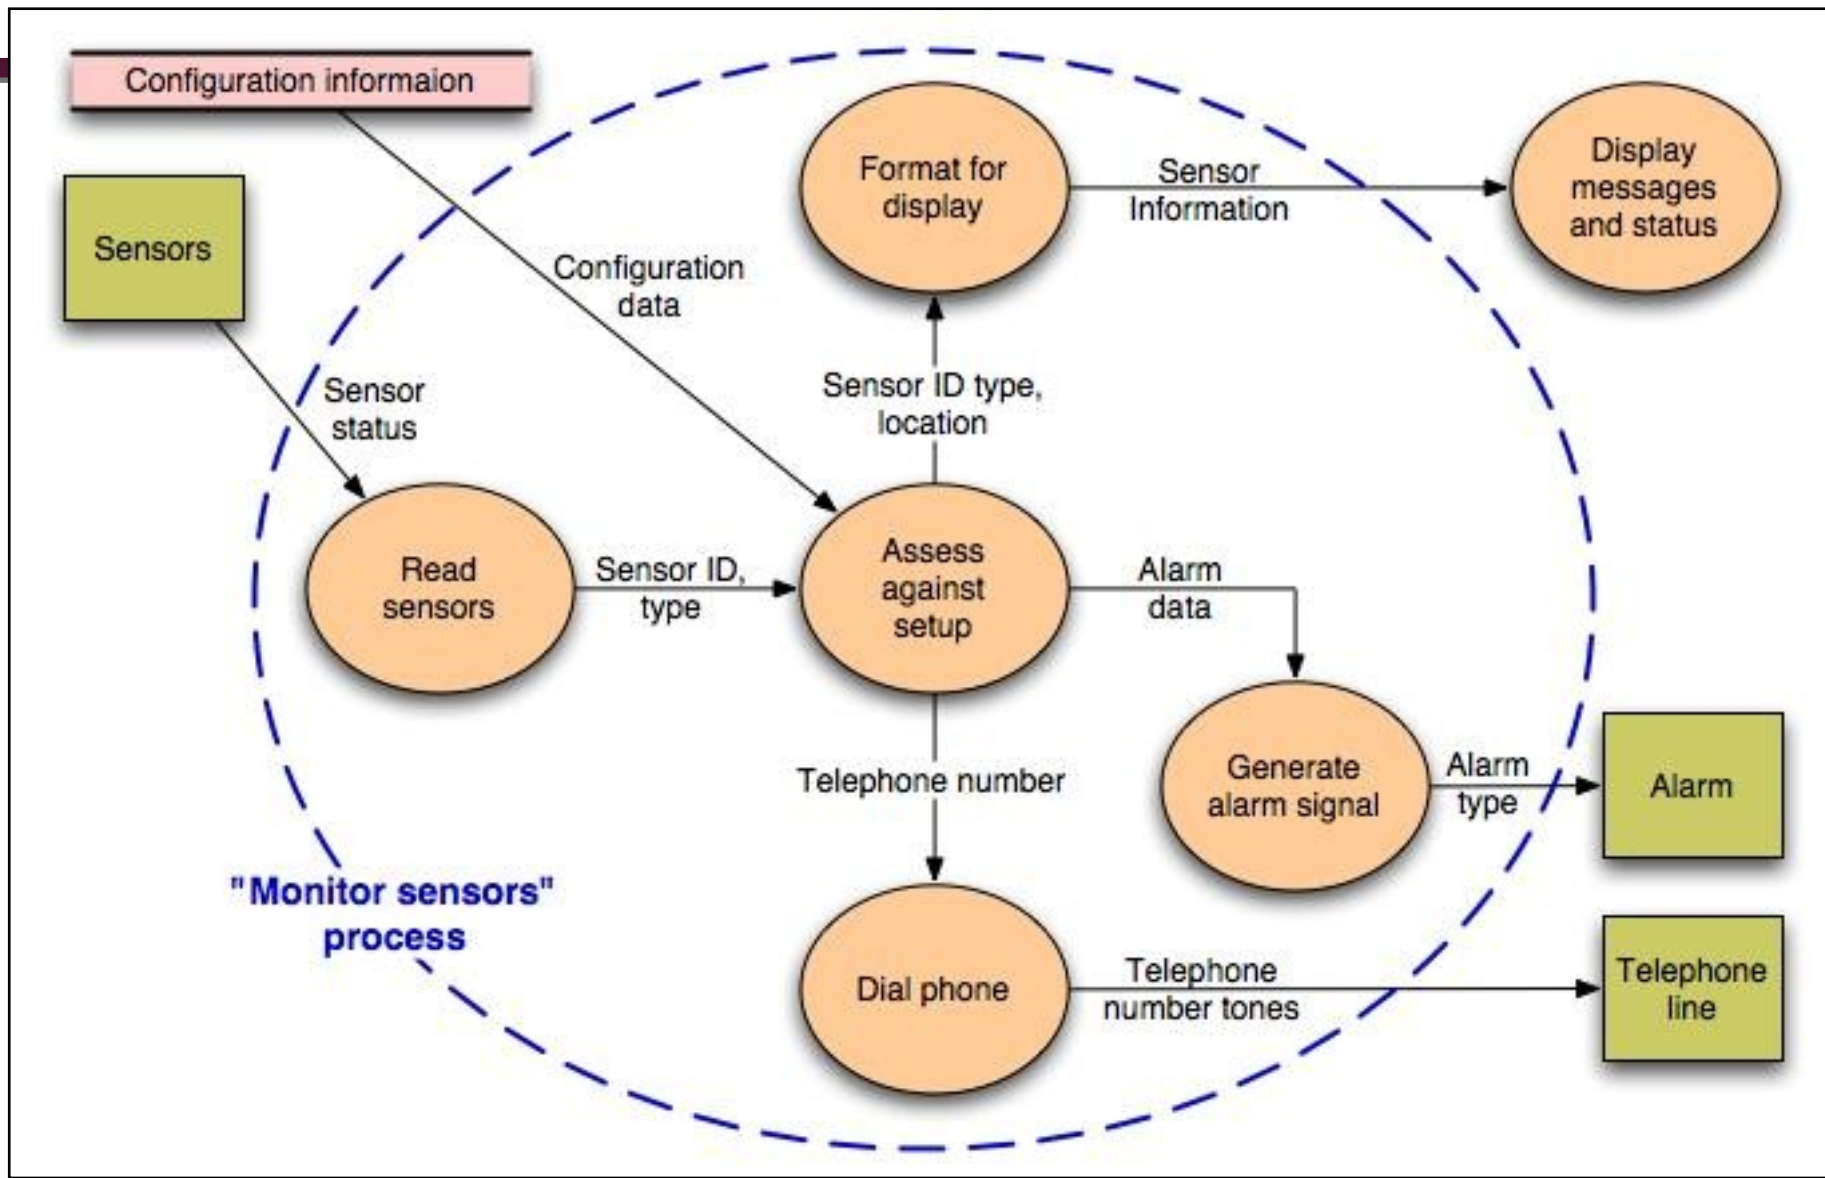 Configuration informaion
Sensors
Configuration
data
Sensor
status
Format for
display
Sensor
Information
Display
messages
and status
Sensor ID type,
location
Read
sensors
Sensor ID,
type
Assess
against
setup
Alarm
data
Telephone number
Generate
alarm signal
Alarm
type
Alarm
"Monitor sensors"
process
Dial phone
Telephone
number tones
Telephone
line